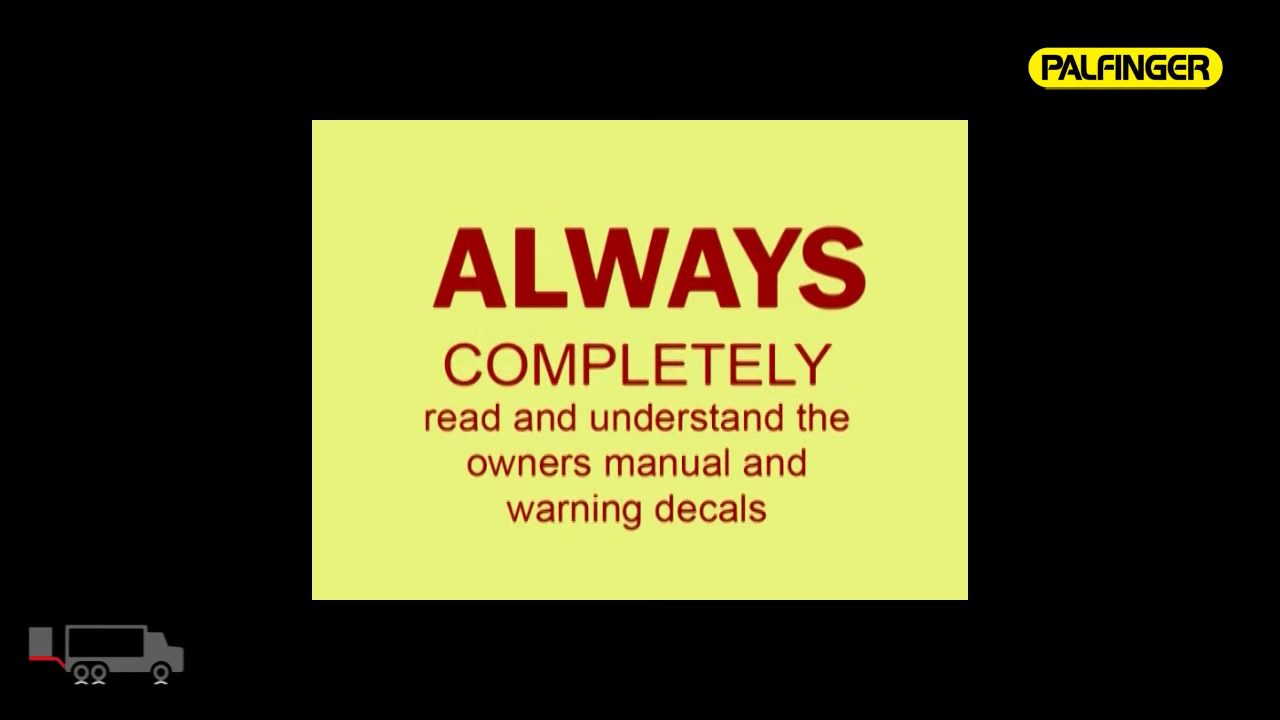 PALFINGER
ALWAYS
COMPLETELY
read and understand the
owners manual and
warning decals